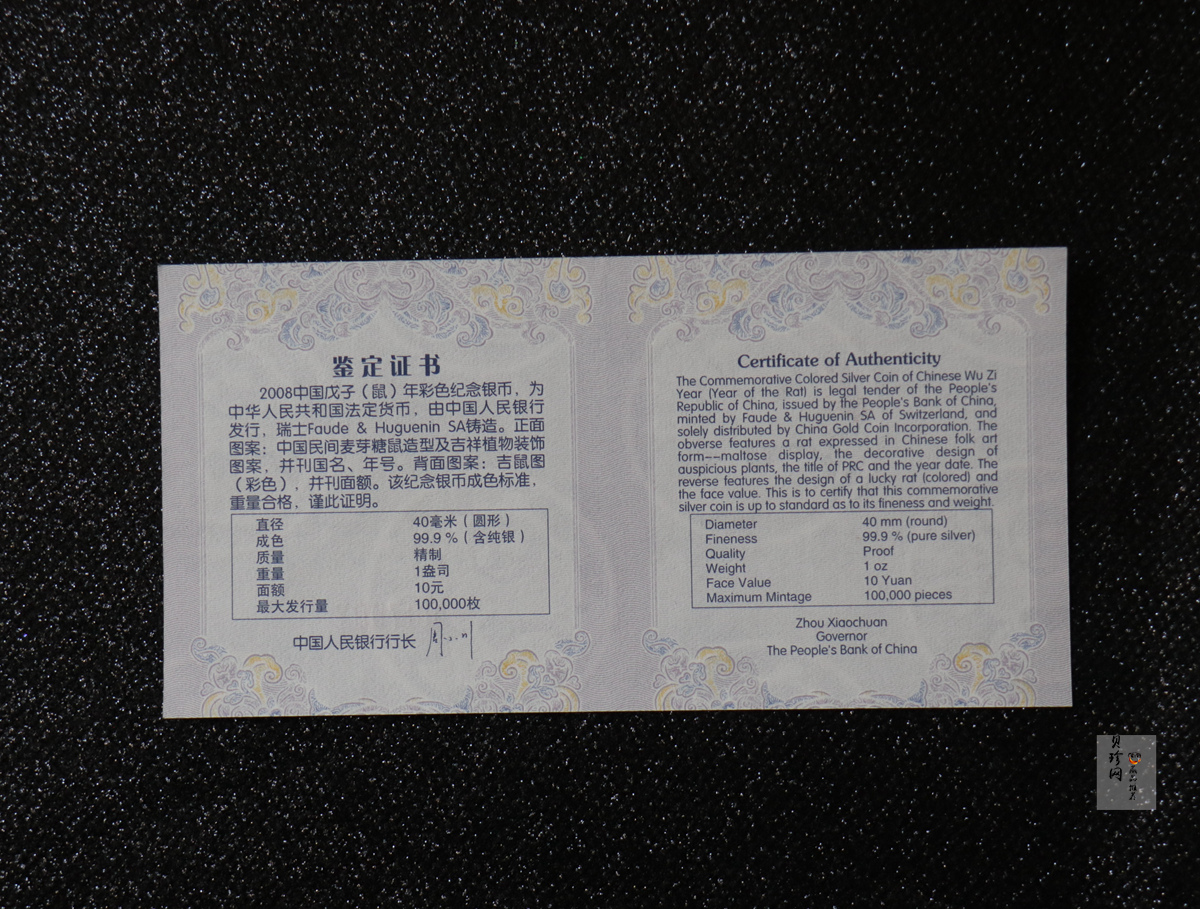 鉴定证书
2008中国戊子（鼠）年彩色纪念银币，为
中华人民共和国法定货币，由中国人民银行
发行，瑞士Faude & Huguenin SA铸造。正面
图案：中国民间麦芽糖鼠造型及吉祥植物装饰
图案，并刊国名、年号。背面图案：吉鼠图
（彩色），并刊面额。该纪念银币成色标准，
重量合格，谨此证明。
直径 40毫米（圆形）
成色 99.9 %（含纯银）
质量 精制
重量 1盎司
面额 10元
最大发行量 100,000枚
中国人民银行行长
Certificate of Authenticity
The Commemorative Colored Silver Coin of Chinese Wu Zi
Year (Year of the Rat) is legal tender of the People's
Republic of China, issued by the People's Bank of China,
minted by Faude & Huguenin SA of Switzerland, and
solely distributed by China Gold Coin Incorporation. The
obverse features a rat expressed in Chinese folk art
form--maltose display, the decorative design of
auspicious plants, the title of PRC and the year date. The
reverse features the design of a lucky rat (colored) and
the face value. This is to certify that this commemorative
silver coin is up to standard as to its fineness and weight.
Diameter 40 mm (round)
Fineness 99.9 % (pure silver)
Quality Proof
Weight 1 oz
Face Value 10 Yuan
Maximum Mintage 100,000 pieces
Zhou Xiaochuan
Governor
The People's Bank of China
贝珍网